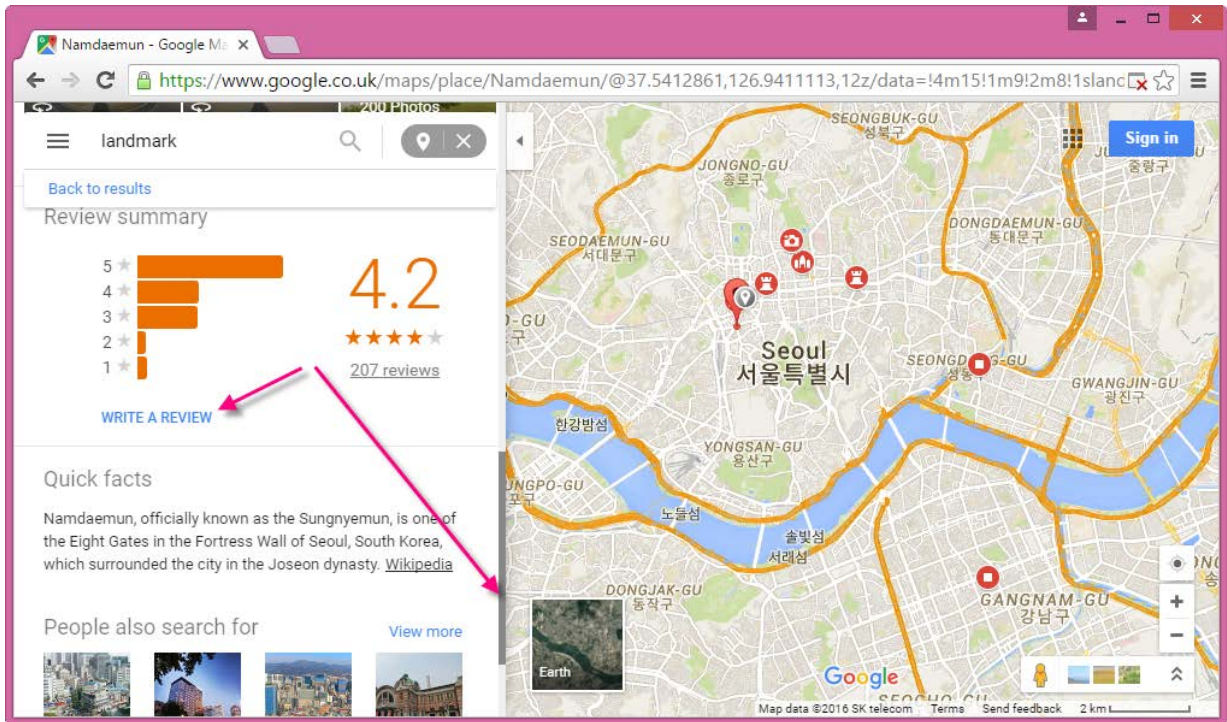 Namdaemun - Google Ma
https://www.google.co.uk/maps/place/Namdaemun/@37.5412861,126.9411113,12z/data=!4m15!1m9!2m8!1sland
200 Photos
landmark
Back to results
Review summary
5
4
3
2
1
4.2
207 reviews
WRITE A REVIEW
Quick facts
Namdaemun, officially known as the Sungnyemun, is one of
the Eight Gates in the Fortress Wall of Seoul, South Korea,
which surrounded the city in the Joseon dynasty. Wikipedia
People also search for
View more
Sign in
SEONGBUK-GU
성북구
JONGNO-GU
종로구
중랑구
DONGDAEMUN-GU
동대문구
SEODAEMUN-GU
서대문구
O-GU
구
Seoul
서울특별시
GWANGJIN-GU
광진구
한강밤섬
YONGSAN-GU
용산구
UNGPO-GU
포구
노들섬
솔빛섬
서래섬
DONGJAK-GU
동작구
GANGNAM-GU
강남구
Earth
Google
SEOCHO-GU
Map data ©2016 SK telecom Terms Send feedback 2 km